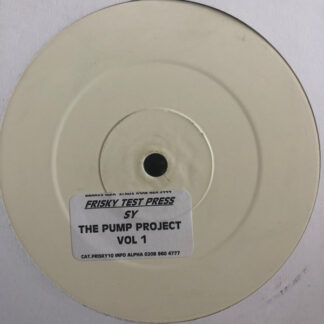 FRISKY TEST PRESS
SY
THE PUMP PROJECT
VOL 1
CAT.FRISKY10 INFO ALPHA 0208 960 4777